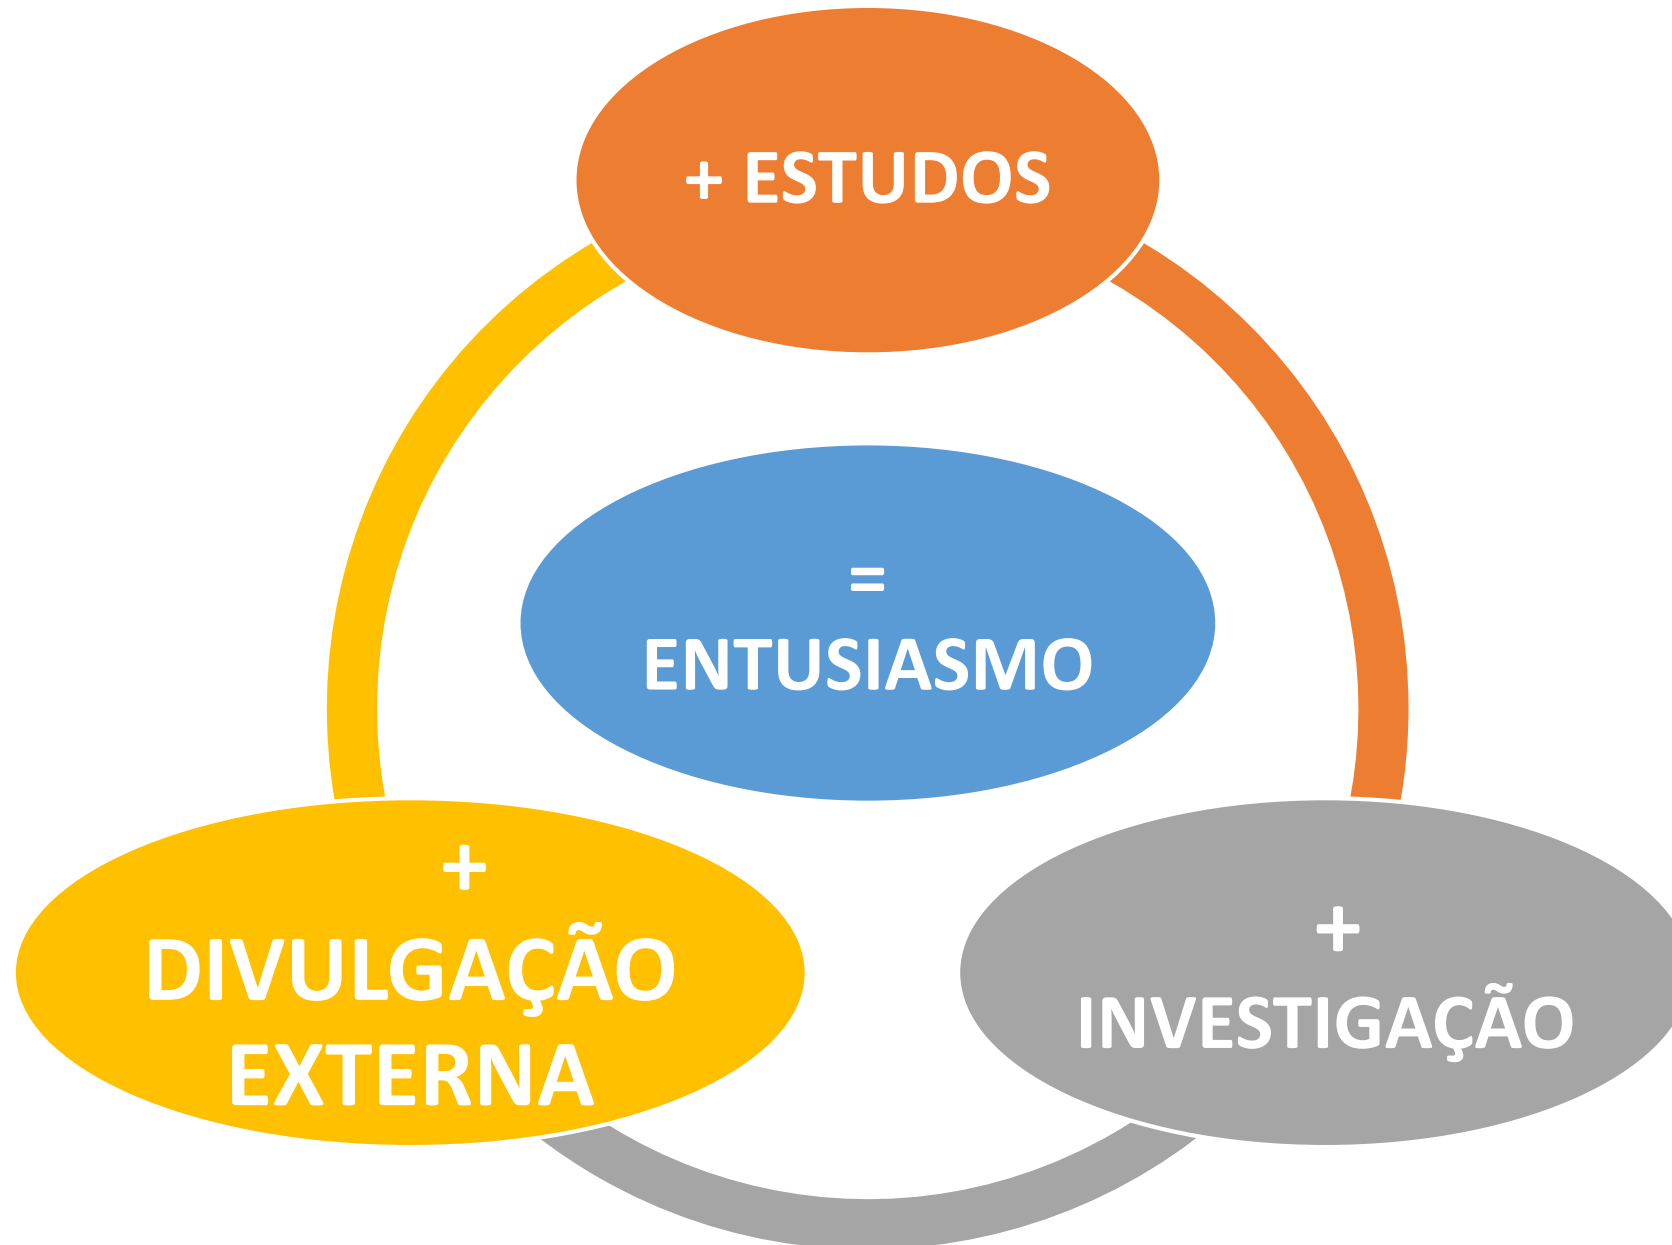 + ESTUDOS
=
ENTUSIASMO
+
DIVULGAÇÃO
EXTERNA
+
INVESTIGAÇÃO